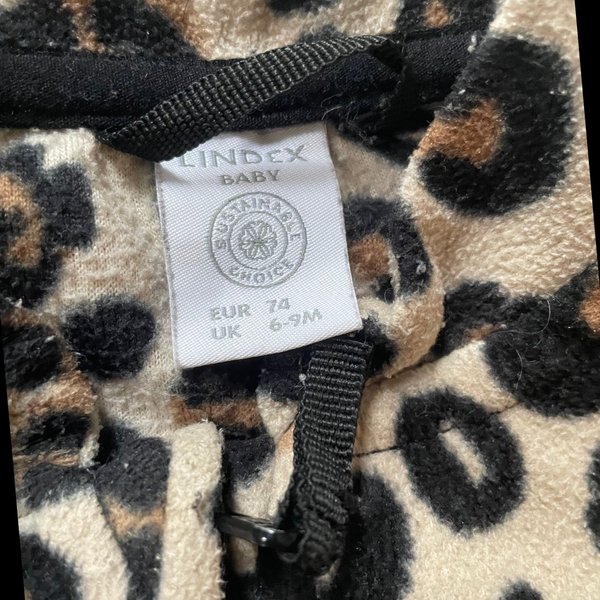 LINDEX
BABY
SUSTAINABLE
CHOICE
EUR 74
UK 6-9M